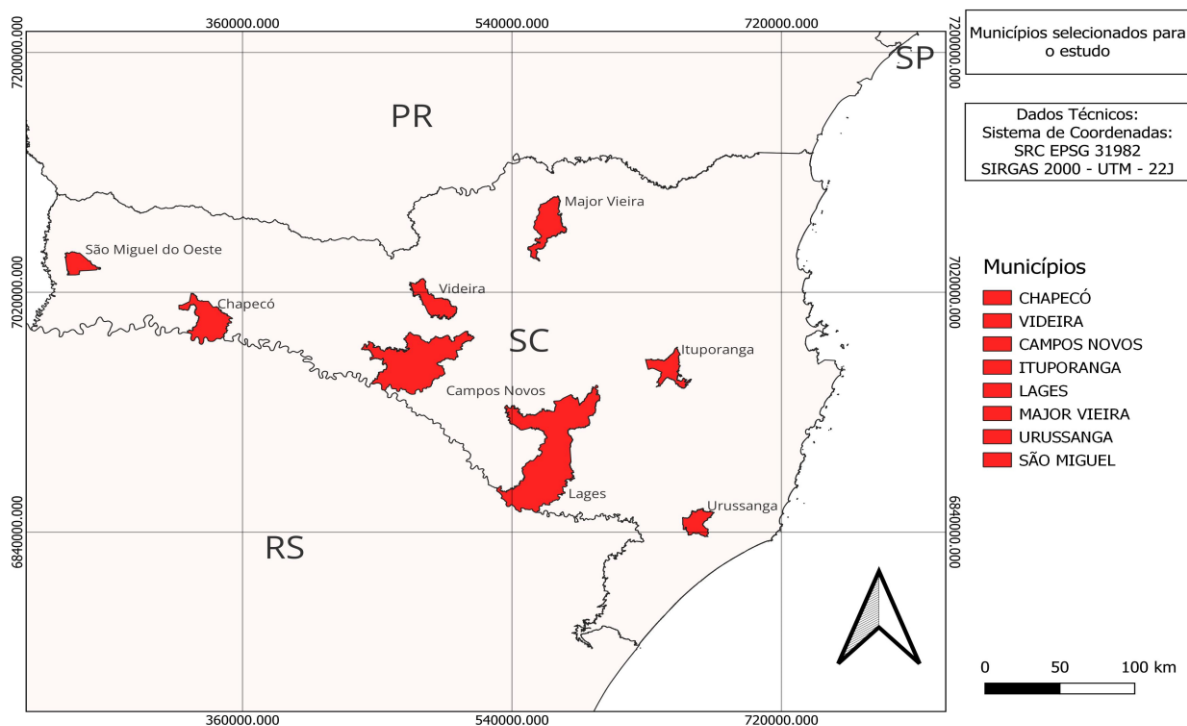 360000.000
540000.000
720000.000
7200000.000
7200000.000
SP
Municípios selecionados para
o estudo
PR
Dados Técnicos:
Sistema de Coordenadas:
SRC EPSG 31982
SIRGAS 2000 - UTM - 22J
Major Vieira
São Miguel do Oeste
Municípios
7020000.000
7020000.000
Videira
Chapecó
CHAPECÓ
VIDEIRA
SC
CAMPOS NOVOS
Ituporanga
ITUPORANGA
Campos Novos
LAGES
MAJOR VIEIRA
URUSSANGA
SÃO MIGUEL
Lages
Urussanga
6840000.000
6840000.000
RS
0 50 100 km
360000.000
540000.000
720000.000